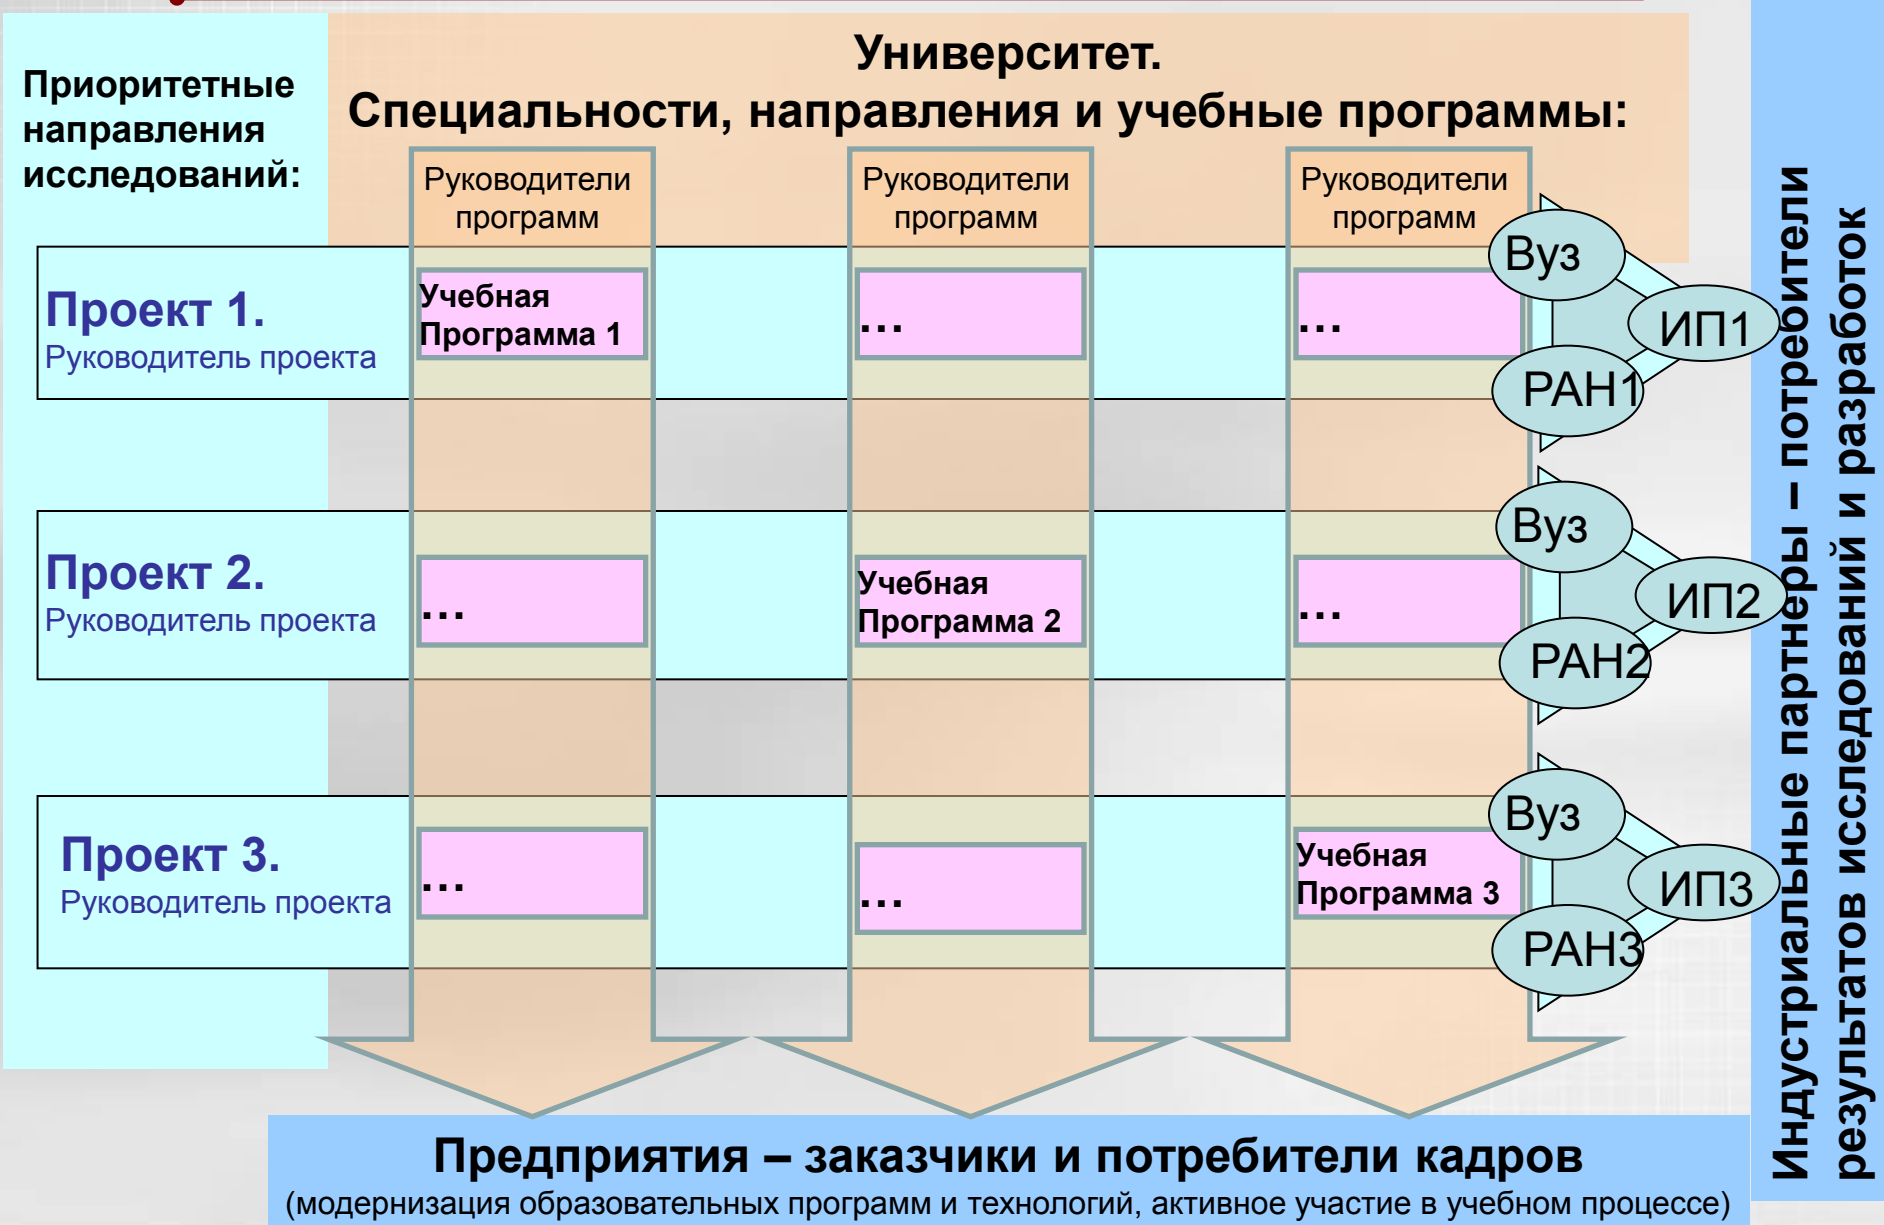 Университет.
Специальности, направления и учебные программы:
Приоритетные
направления
исследований:
Руководители
программ
Руководители
программ
Руководители
программ
Проект 1.
Руководитель проекта
Учебная
Программа 1
...
...
Вуз
ИП1
РАН1
Проект 2.
Руководитель проекта
...
Учебная
Программа 2
...
Вуз
ИП2
РАН2
Проект 3.
Руководитель проекта
...
...
Учебная
Программа 3
Вуз
ИП3
РАН3
Индустриальные партнеры – потребители
результатов исследований и разработок
Предприятия – заказчики и потребители кадров
(модернизация образовательных программ и технологий, активное участие в учебном процессе)